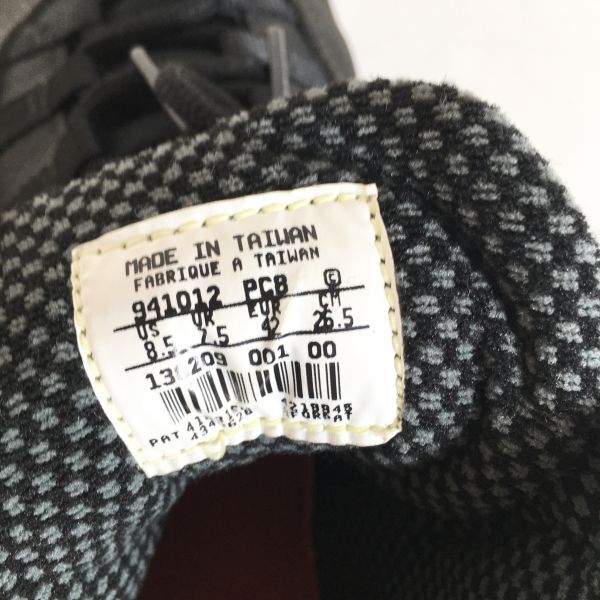 MADE IN TAIWAN
FABRIQUE A TAIWAN
941012 PCB ©
US UK EUR CM
8.5 7.5 42 26.5
209 001 00
PAT